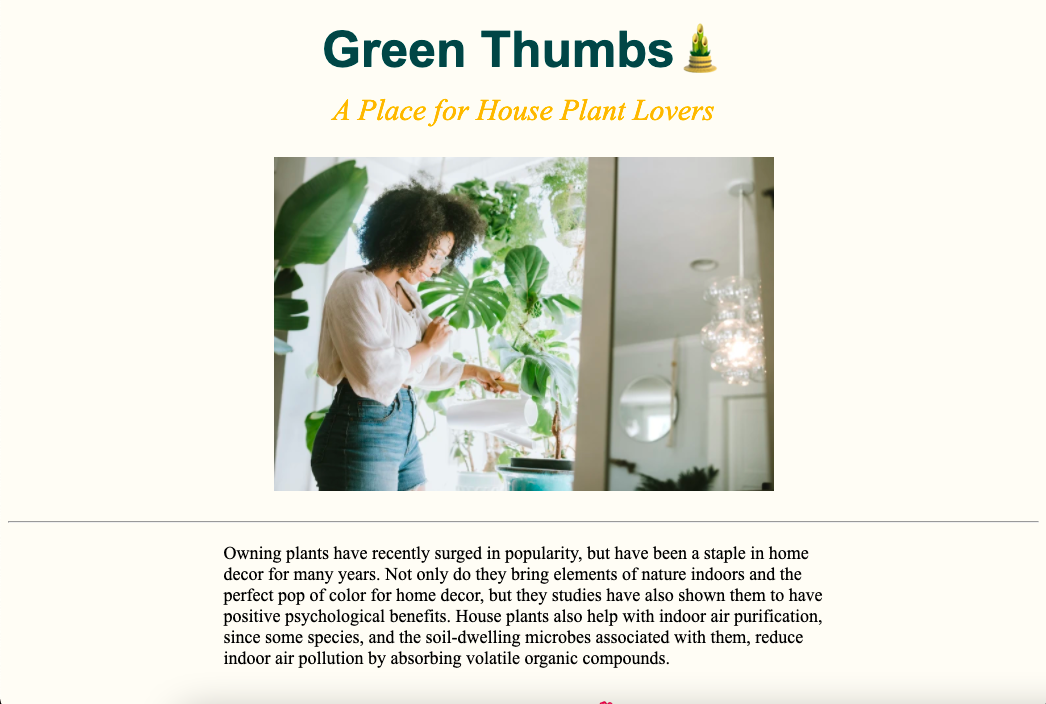 Green Thumbs🎍
A Place for House Plant Lovers
Owning plants have recently surged in popularity, but have been a staple in home
decor for many years. Not only do they bring elements of nature indoors and the
perfect pop of color for home decor, but they studies have also shown them to have
positive psychological benefits. House plants also help with indoor air purification,
since some species, and the soil-dwelling microbes associated with them, reduce
indoor air pollution by absorbing volatile organic compounds.